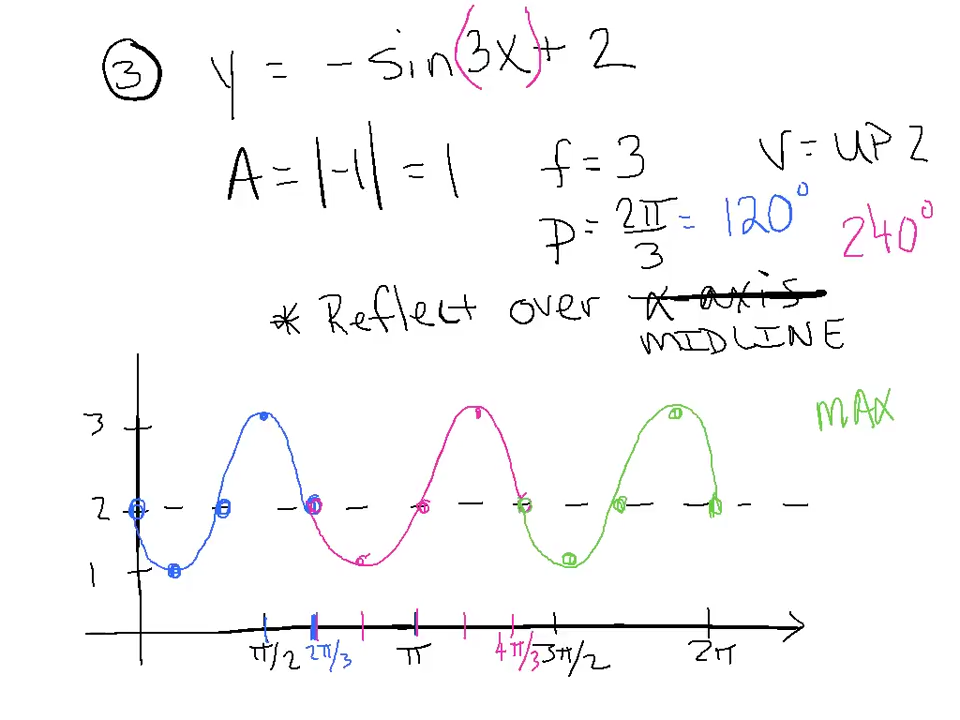 ③ y = - sin(3x) + 2
A = |-1| = 1 f = 3 V = UP 2
P = 2π/3 = 120° 240°
* Reflect over x-axis
MIDLINE
MAX
3
2
1
π/2 2π/3 π 4π/3 3π/2 2π